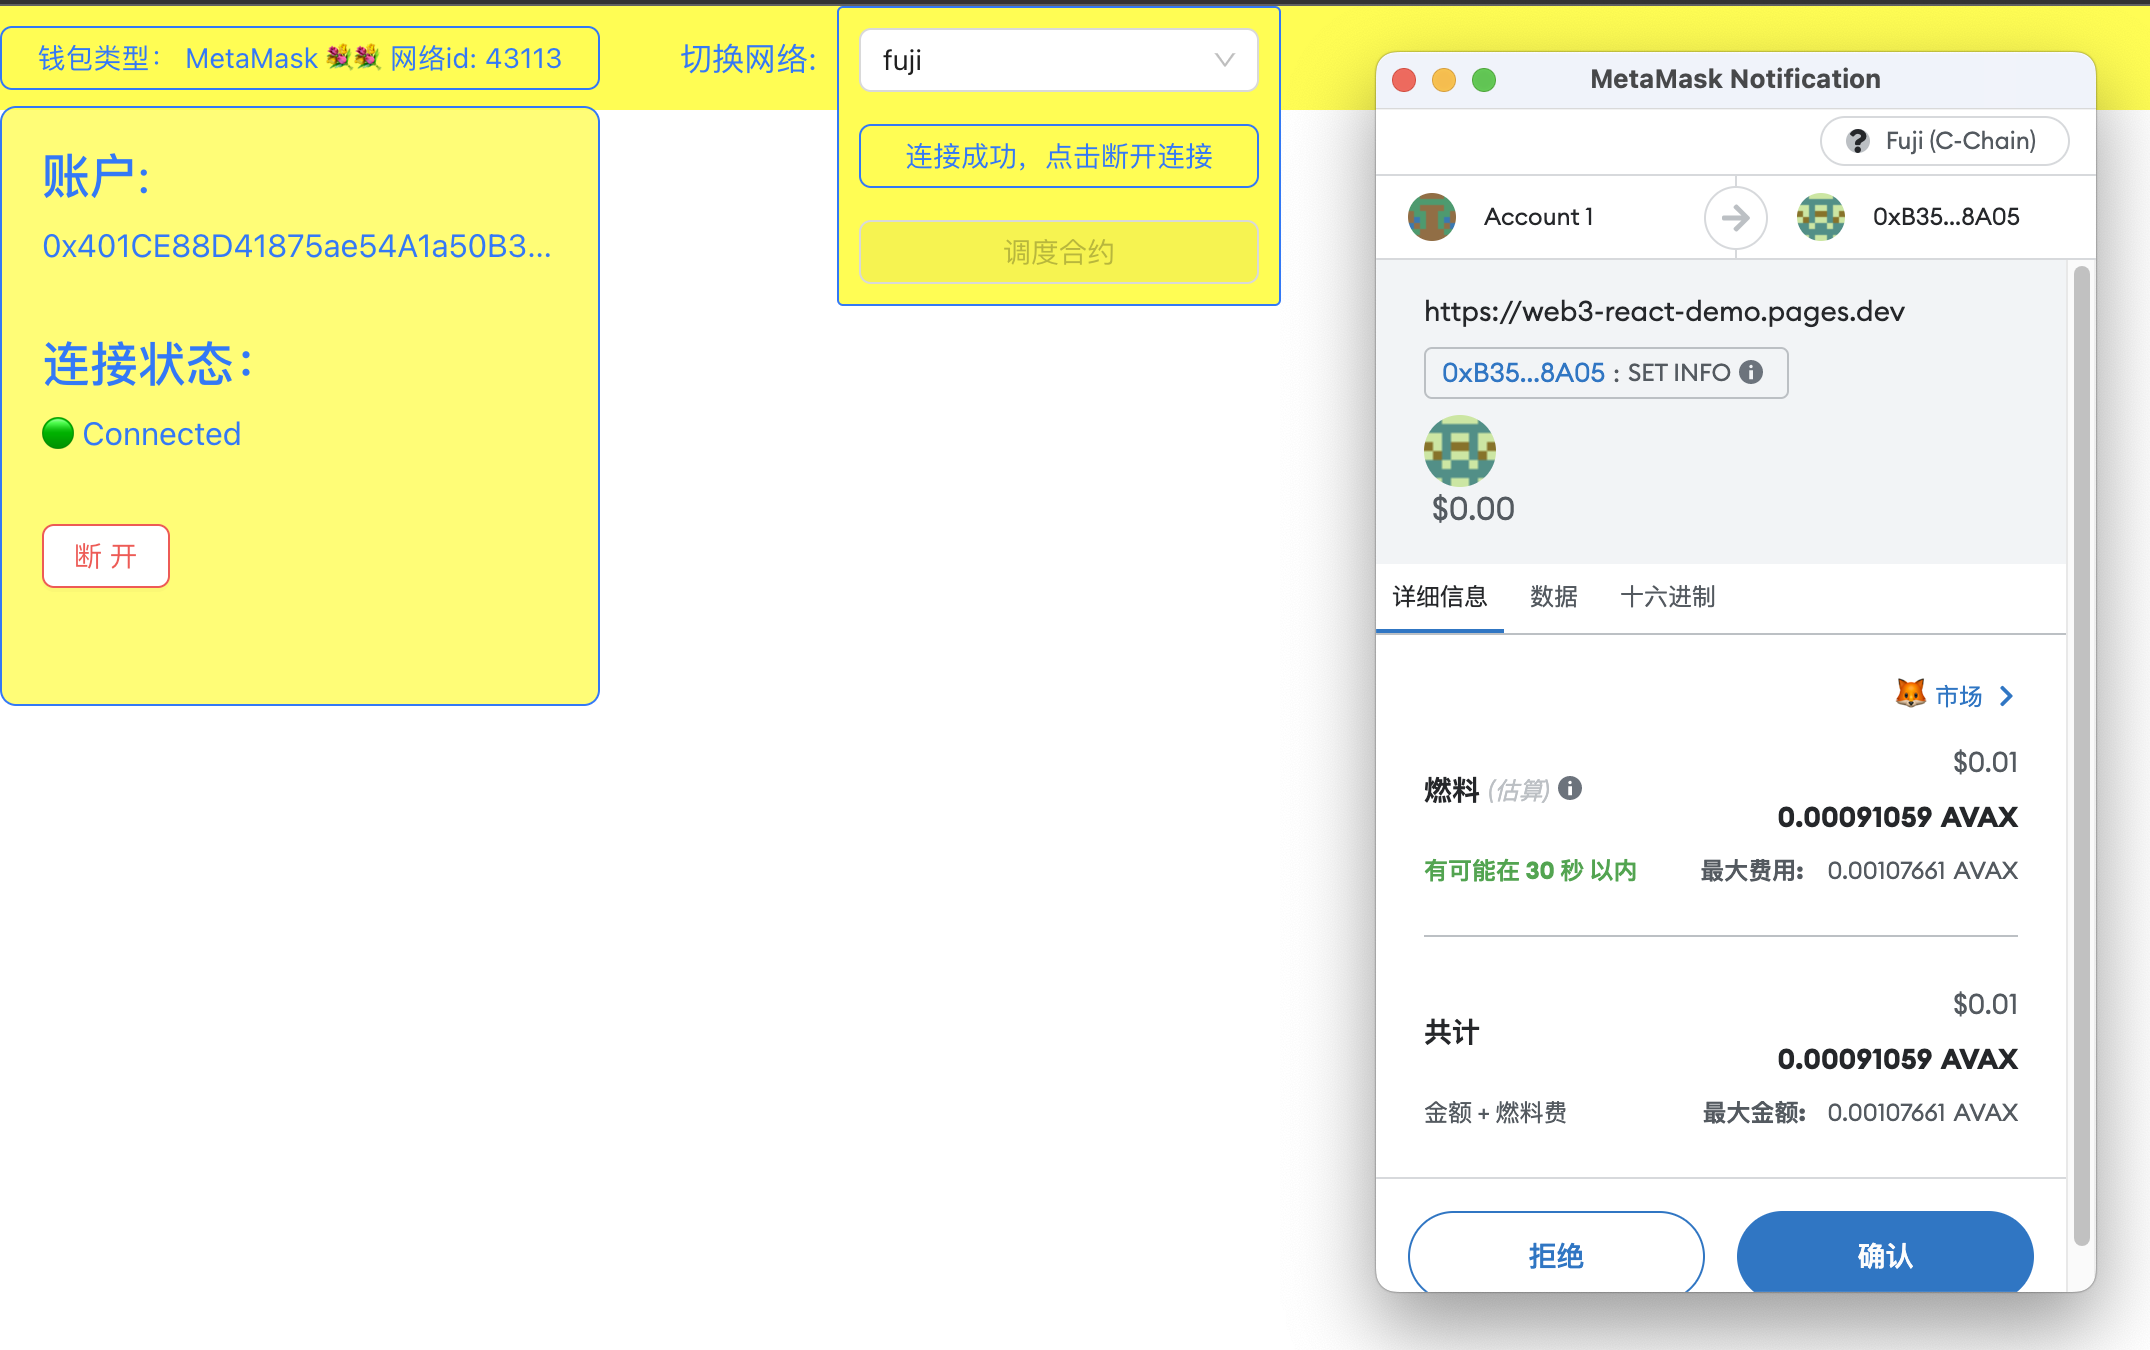 钱包类型： MetaMask 💐💐 网络id: 43113
切换网络:
fuji
连接成功，点击断开连接
调度合约
账户:
0x401CE88D41875ae54A1a50B3...
连接状态：
Connected
断 开
MetaMask Notification
Fuji (C-Chain)
Account 1
0xB35...8A05
https://web3-react-demo.pages.dev
0xB35...8A05 : SET INFO
$0.00
详细信息 数据 十六进制
市场
$0.01
燃料 (估算)
0.00091059 AVAX
有可能在 30 秒 以内 最大费用: 0.00107661 AVAX
$0.01
共计
0.00091059 AVAX
金额 + 燃料费 最大金额: 0.00107661 AVAX
拒绝 确认